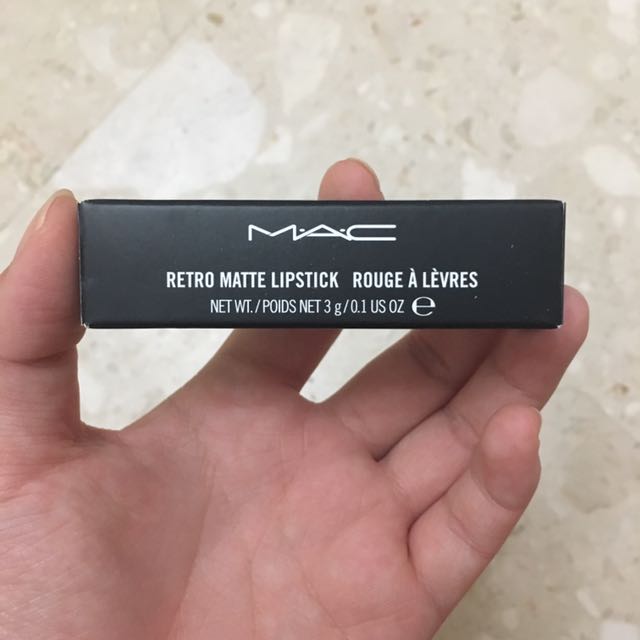 M·A·C
RETRO MATTE LIPSTICK ROUGE À LÈVRES
NET WT./POIDS NET 3 g/0.1 US OZ ℮